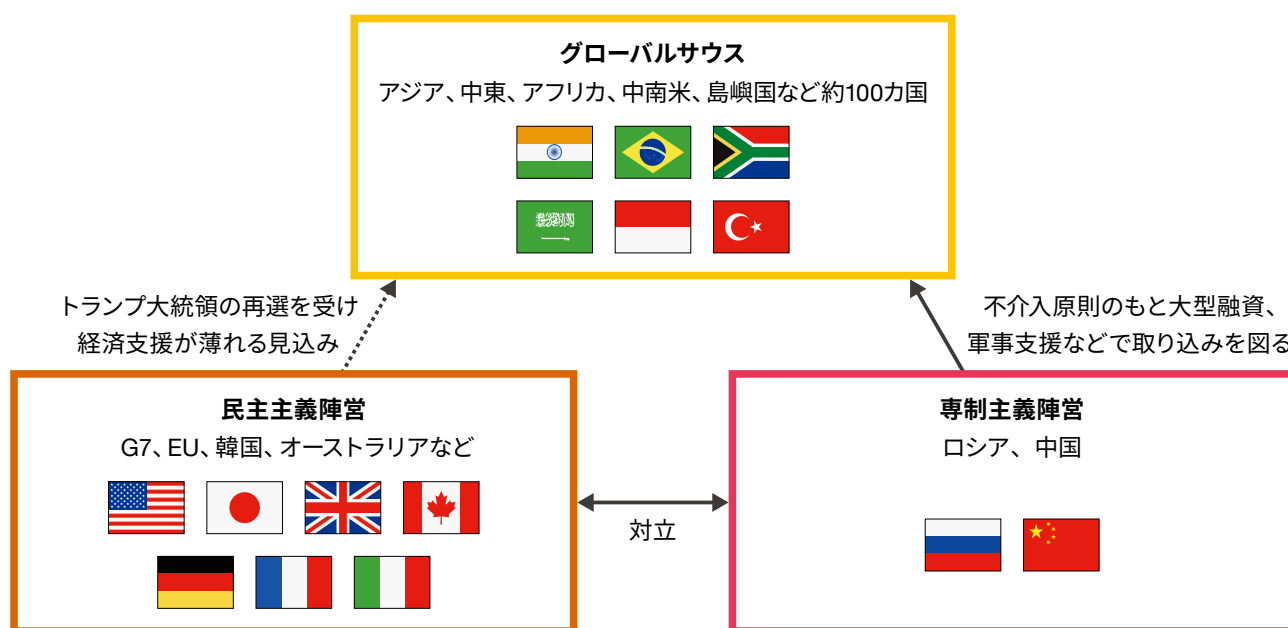 グローバルサウス
アジア、中東、アフリカ、中南米、島嶼国など約100カ国
トランプ大統領の再選を受け
経済支援が薄れる見込み
不介入原則のもと大型融資、
軍事支援などで取り込みを図る
民主主義陣営
G7、EU、韓国、オーストラリアなど
対立
専制主義陣営
ロシア、中国